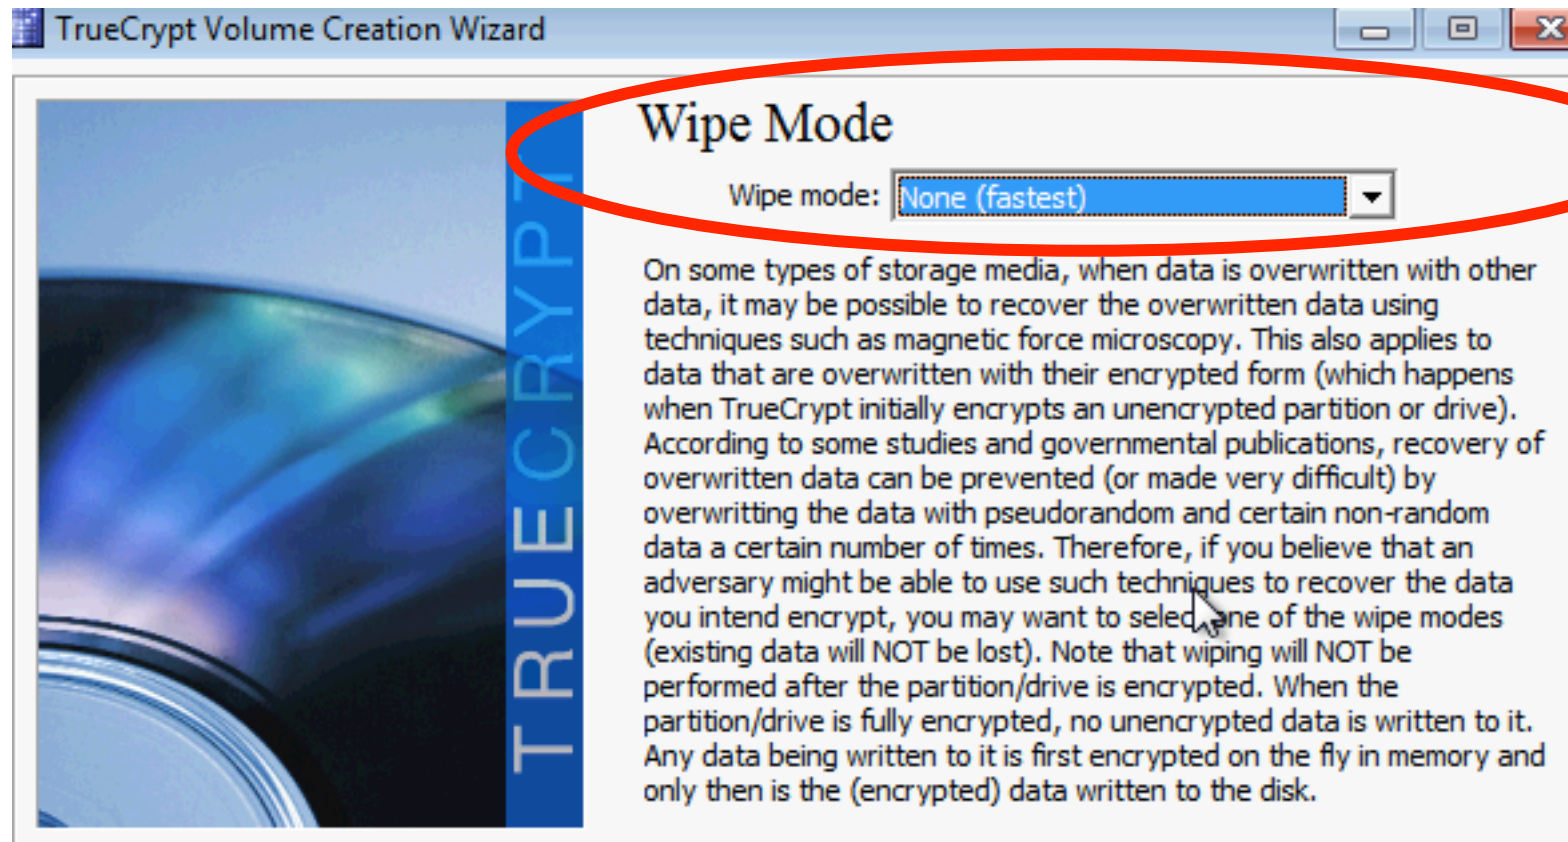 TrueCrypt Volume Creation Wizard
TRUECRYPT
Wipe Mode
Wipe mode: None (fastest)
On some types of storage media, when data is overwritten with other
data, it may be possible to recover the overwritten data using
techniques such as magnetic force microscopy. This also applies to
data that are overwritten with their encrypted form (which happens
when TrueCrypt initially encrypts an unencrypted partition or drive).
According to some studies and governmental publications, recovery of
overwritten data can be prevented (or made very difficult) by
overwritting the data with pseudorandom and certain non-random
data a certain number of times. Therefore, if you believe that an
adversary might be able to use such techniques to recover the data
you intend encrypt, you may want to select one of the wipe modes
(existing data will NOT be lost). Note that wiping will NOT be
performed after the partition/drive is encrypted. When the
partition/drive is fully encrypted, no unencrypted data is written to it.
Any data being written to it is first encrypted on the fly in memory and
only then is the (encrypted) data written to the disk.